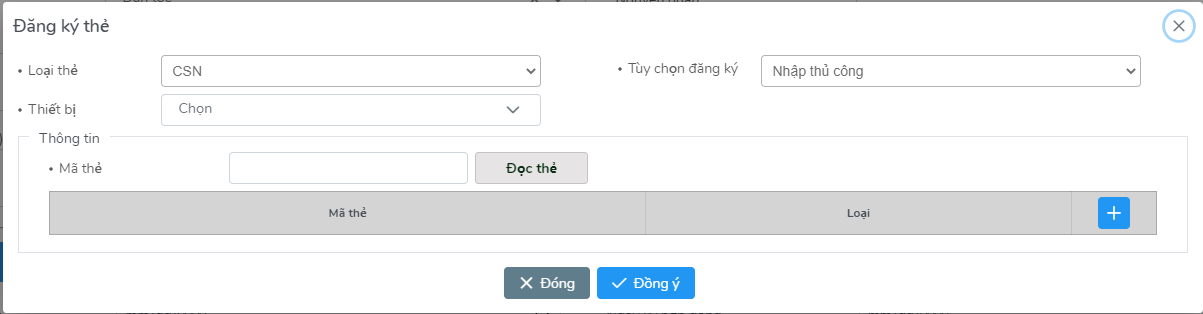 Đăng ký thẻ
• Loại thẻ CSN • Tùy chọn đăng ký Nhập thủ công
• Thiết bị Chọn
Thông tin
• Mã thẻ Đọc thẻ
Mã thẻ Loại
Đóng Đồng ý